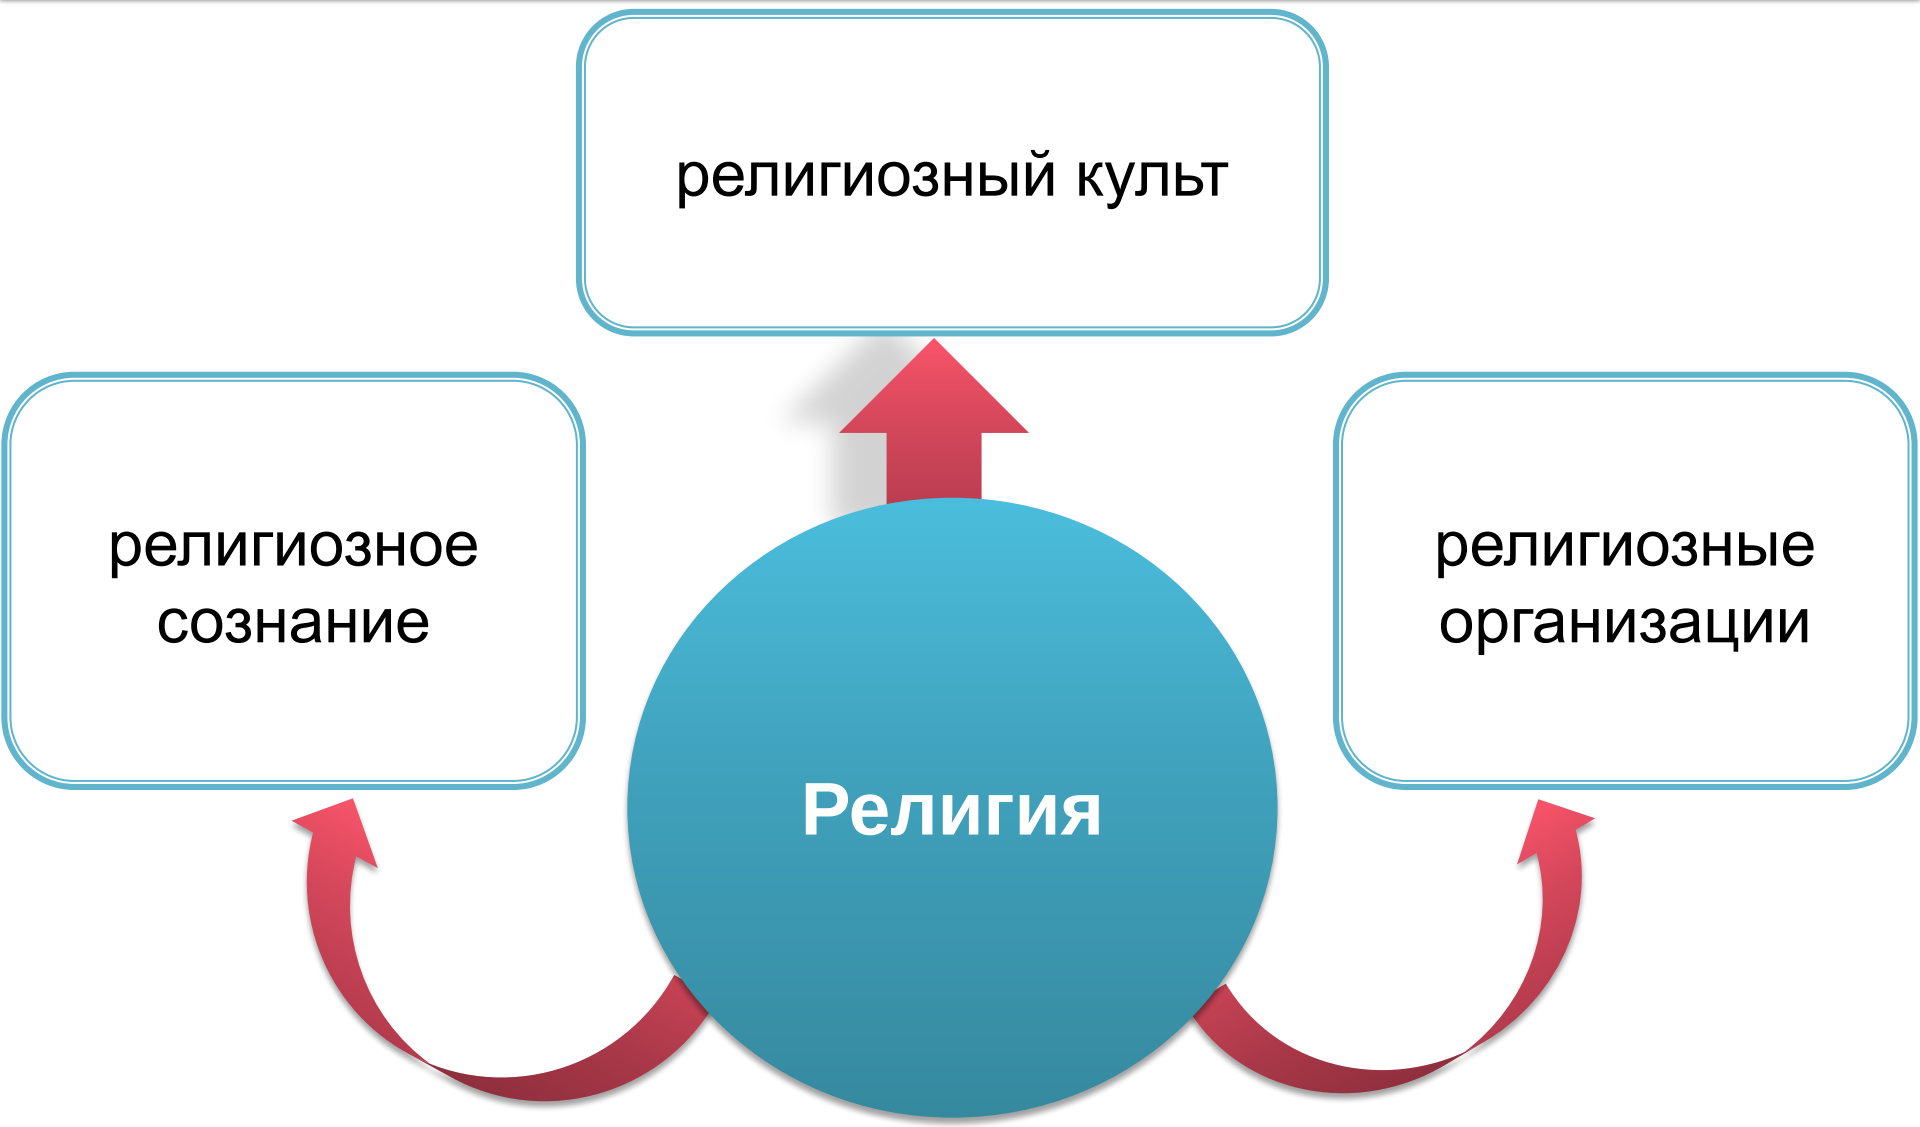 религиозный культ
религиозное
сознание
религиозные
организации
Религия